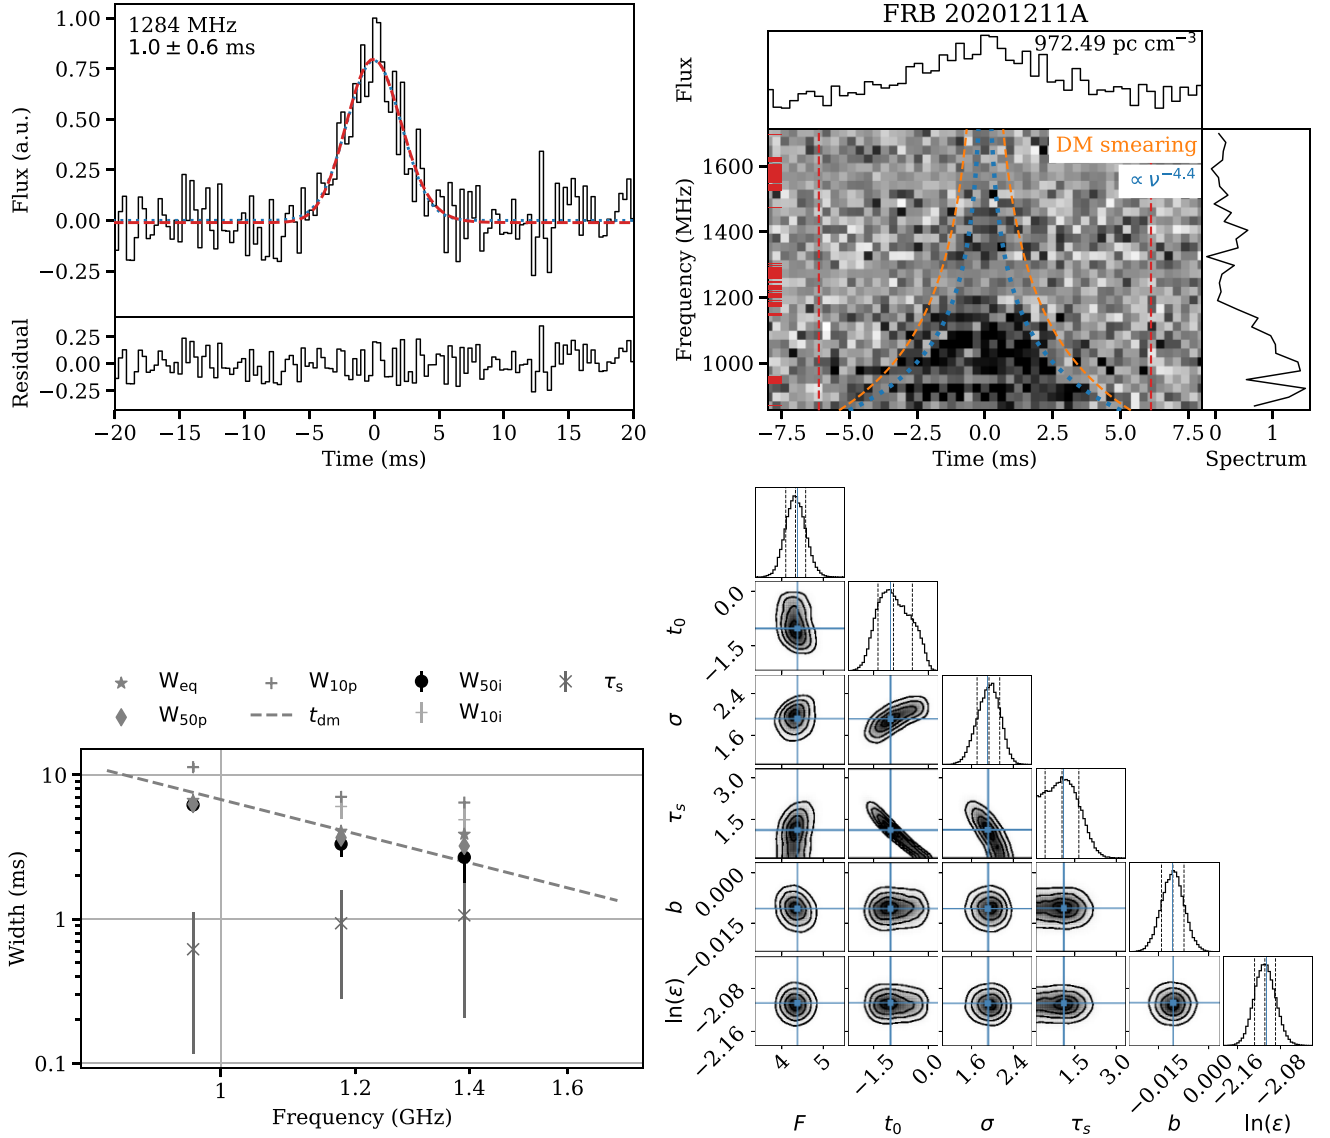 1284 MHz
1.0 ± 0.6 ms
1.00
0.75
0.50
0.25
0.00
−0.25
Flux (a.u.)
0.25
0.00
−0.25
Residual
−20 −15 −10 −5 0 5 10 15 20
Time (ms)
FRB 20201211A
972.49 pc cm⁻³
Flux
DM smearing
∝ ν⁻⁴·⁴
1600
1400
1200
1000
Frequency (MHz)
−7.5 −5.0 −2.5 0.0 2.5 5.0 7.5
Time (ms)
0 1
Spectrum
W_eq W_10p W_50i τ_s
W_50p t_dm W_10i
10
1
0.1
Width (ms)
1 1.2 1.4 1.6
Frequency (GHz)
t₀
0.0
−1.5
σ
2.4
1.6
τ_s
3.0
1.5
b
0.000
−0.015
ln(ε)
−2.08
−2.16
4 5 −1.5 0.0 1.6 2.4 1.5 3.0 −0.015 0.000 −2.16 −2.08
F t₀ σ τ_s b ln(ε)